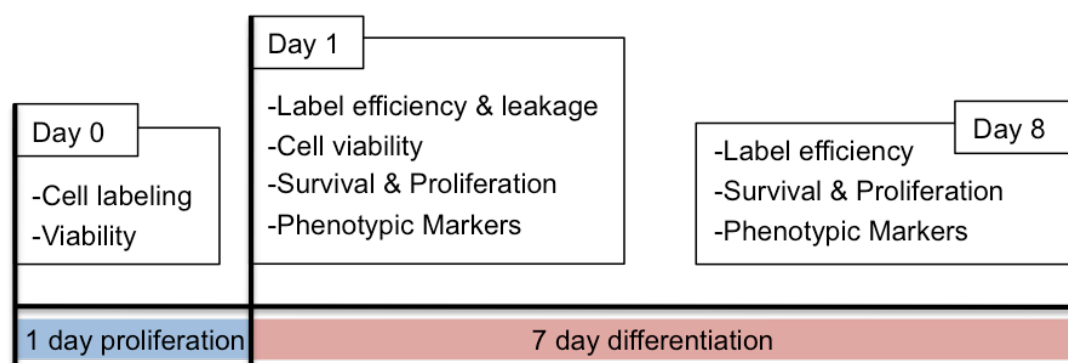 Day 0
-Cell labeling
-Viability
Day 1
-Label efficiency & leakage
-Cell viability
-Survival & Proliferation
-Phenotypic Markers
Day 8
-Label efficiency
-Survival & Proliferation
-Phenotypic Markers
1 day proliferation
7 day differentiation